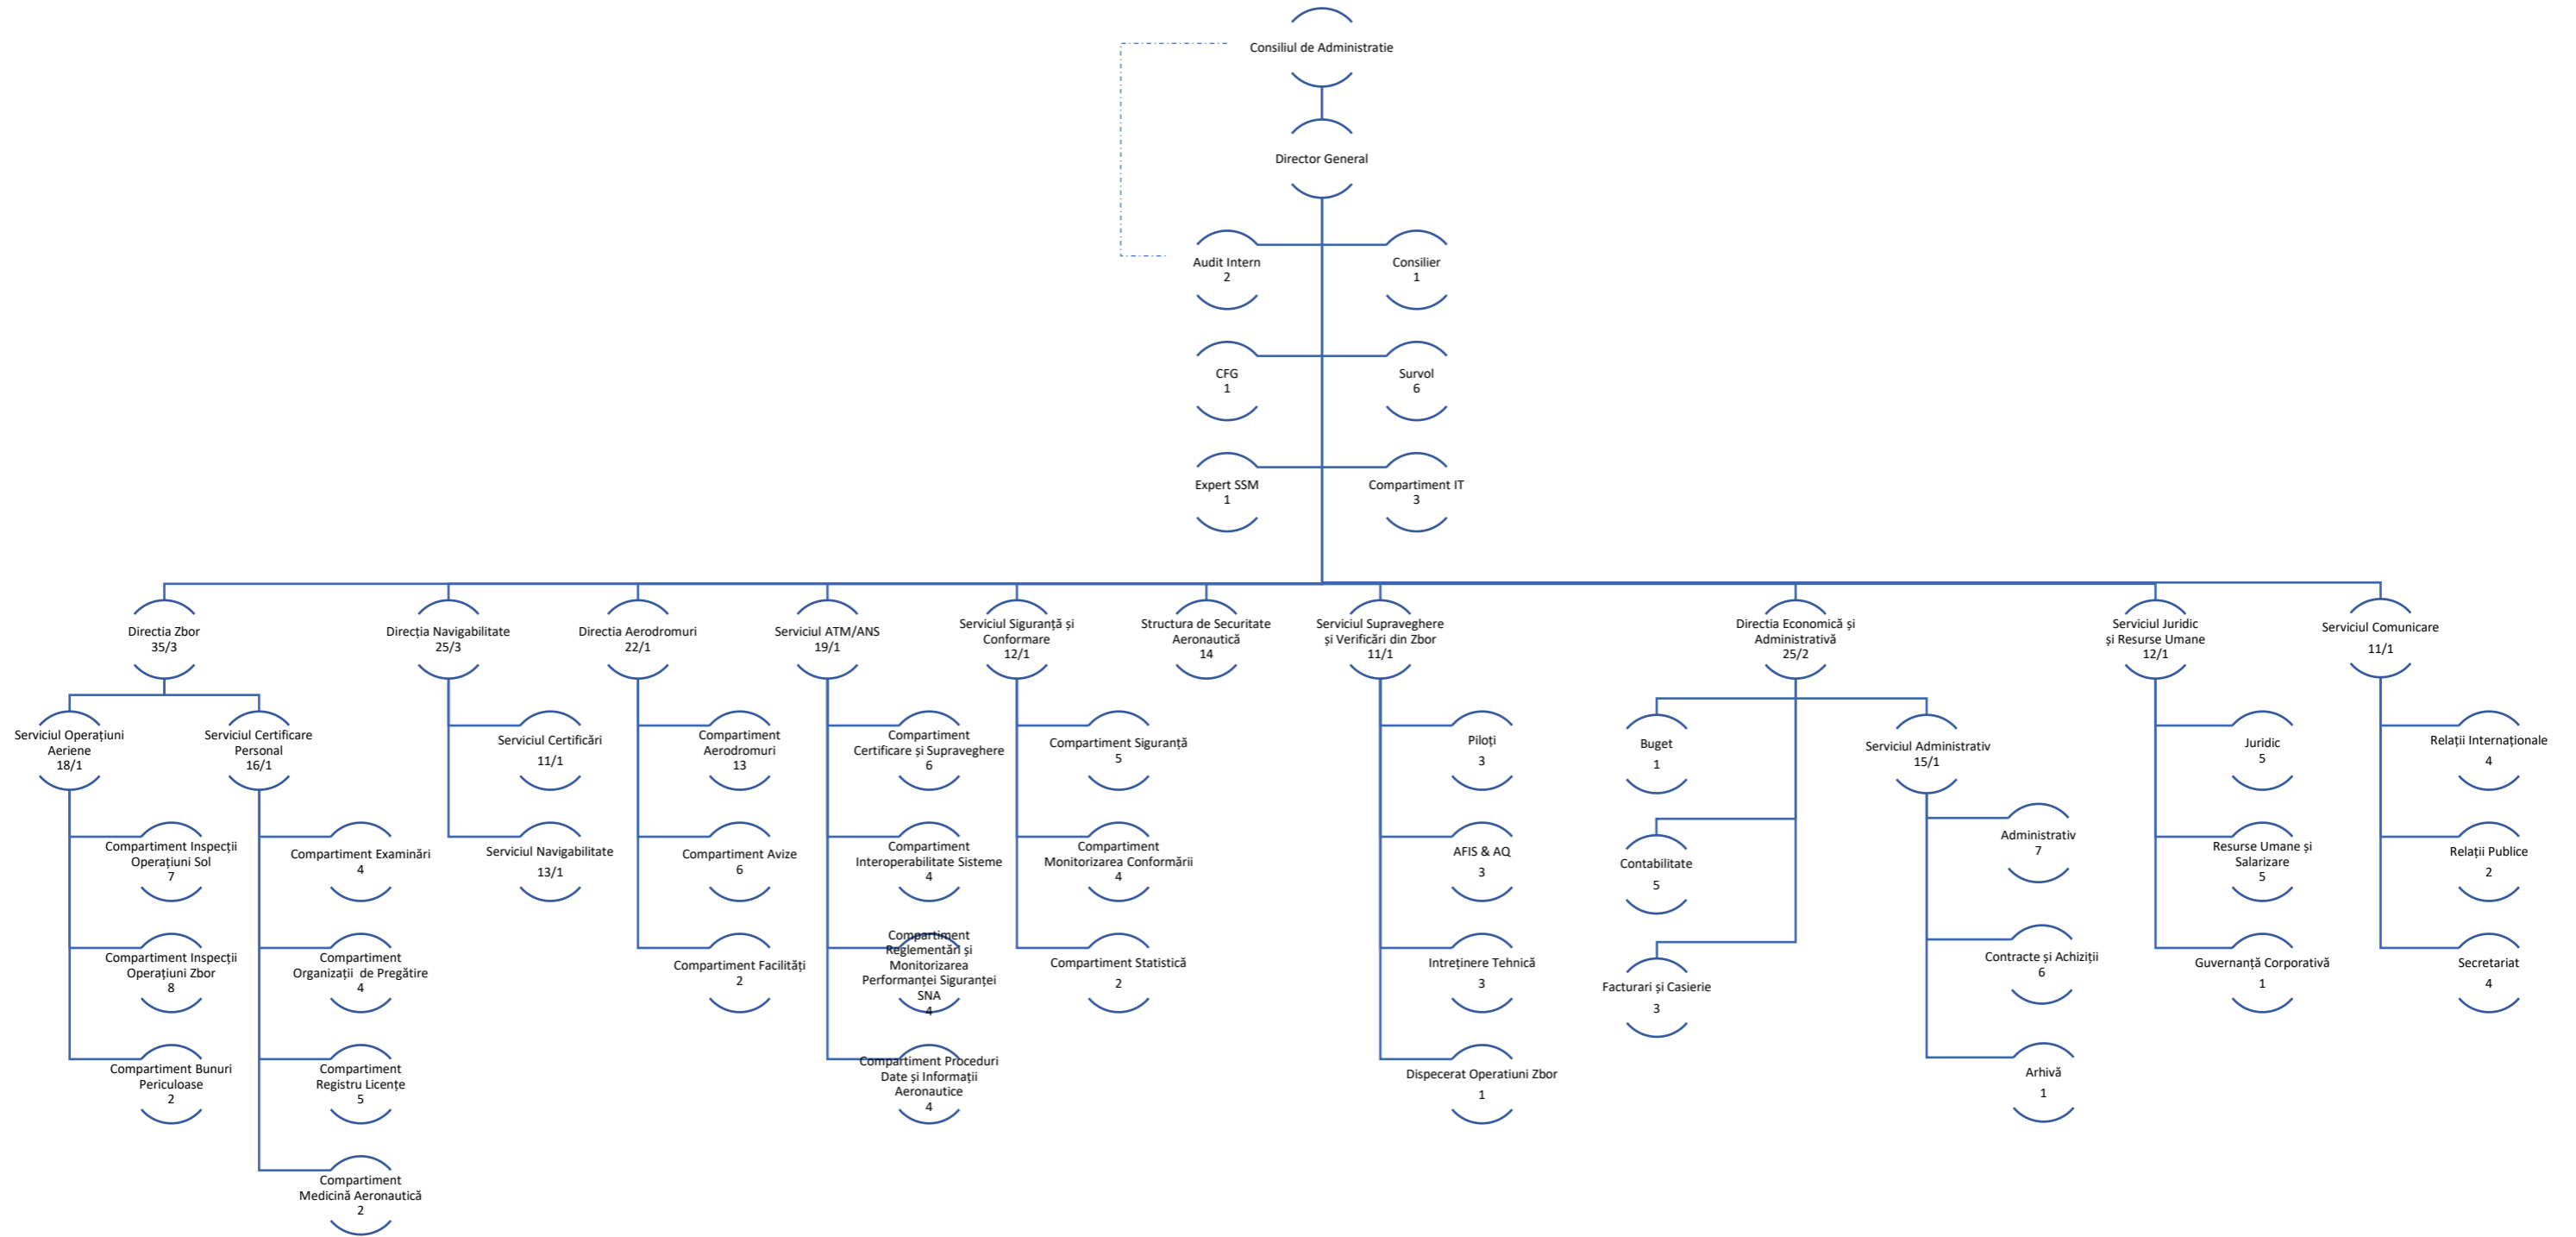 Consiliul de Administratie
Director General
Audit Intern
2
Consilier
1
CFG
1
Survol
6
Expert SSM
1
Compartiment IT
3
Directia Zbor
35/3
Direcția Navigabilitate
25/3
Directia Aerodromuri
22/1
Serviciul ATM/ANS
19/1
Serviciul Siguranță și
Conformare
12/1
Structura de Securitate
Aeronautică
14
Serviciul Supraveghere
și Verificări din Zbor
11/1
Directia Economică și
Administrativă
25/2
Serviciul Juridic
și Resurse Umane
12/1
Serviciul Comunicare
11/1
Serviciul Operațiuni
Aeriene
18/1
Compartiment Inspecții
Operațiuni Sol
7
Compartiment Inspecții
Operațiuni Zbor
8
Compartiment Bunuri
Periculoase
2
Serviciul Certificare
Personal
16/1
Compartiment Examinări
4
Compartiment
Organizații  de Pregătire
4
Compartiment
Registru Licențe
5
Compartiment
Medicină Aeronautică
2
Serviciul Certificări
11/1
Serviciul Navigabilitate
13/1
Compartiment
Aerodromuri
13
Compartiment Avize
6
Compartiment Facilități
2
Compartiment
Certificare și Supraveghere
6
Compartiment
Interoperabilitate Sisteme
4
Compartiment
Reglementări și
Monitorizarea
Performanței Siguranței
SNA
4
Compartiment Proceduri
Date și Informații
Aeronautice
4
Compartiment Siguranță
5
Compartiment
Monitorizarea Conformării
4
Compartiment Statistică
2
Piloți
3
AFIS & AQ
3
Intreținere Tehnică
3
Dispecerat Operatiuni Zbor
1
Buget
1
Contabilitate
5
Facturari și Casierie
3
Serviciul Administrativ
15/1
Administrativ
7
Contracte și Achiziții
6
Arhivă
1
Juridic
5
Resurse Umane și
Salarizare
5
Guvernanță Corporativă
1
Relații Internaționale
4
Relații Publice
2
Secretariat
4